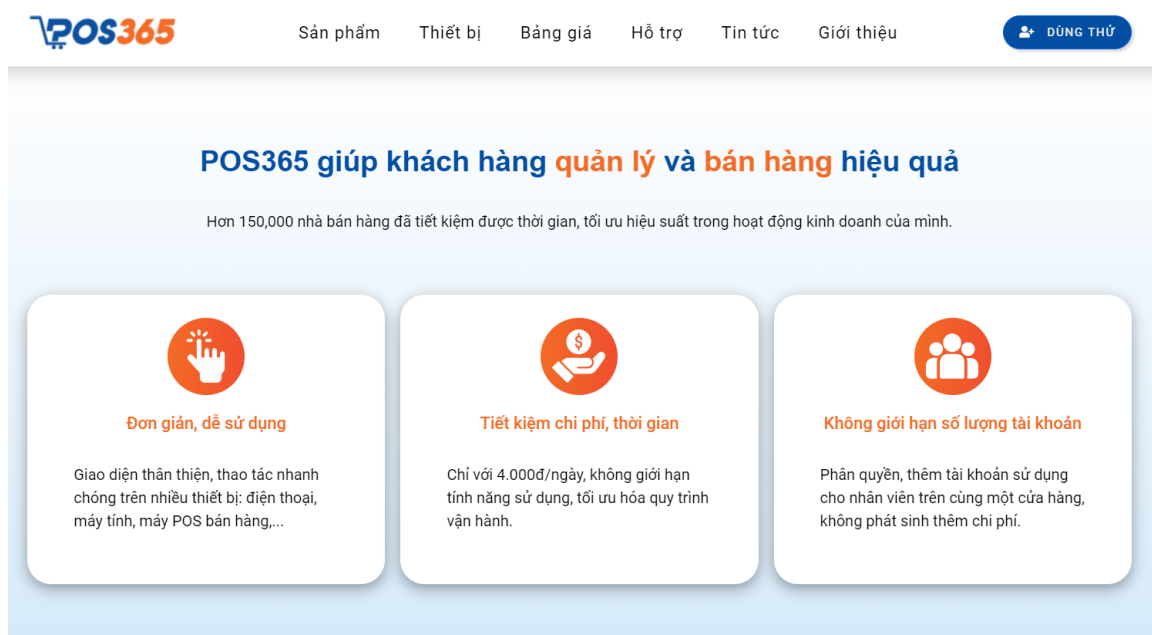 POS365
Sản phẩm Thiết bị Bảng giá Hỗ trợ Tin tức Giới thiệu
DÙNG THỬ
POS365 giúp khách hàng quản lý và bán hàng hiệu quả
Hơn 150,000 nhà bán hàng đã tiết kiệm được thời gian, tối ưu hiệu suất trong hoạt động kinh doanh của mình.
Đơn giản, dễ sử dụng
Giao diện thân thiện, thao tác nhanh
chóng trên nhiều thiết bị: điện thoại,
máy tính, máy POS bán hàng,...
$
Tiết kiệm chi phí, thời gian
Chỉ với 4.000đ/ngày, không giới hạn
tính năng sử dụng, tối ưu hóa quy trình
vận hành.
Không giới hạn số lượng tài khoản
Phân quyền, thêm tài khoản sử dụng
cho nhân viên trên cùng một cửa hàng,
không phát sinh thêm chi phí.